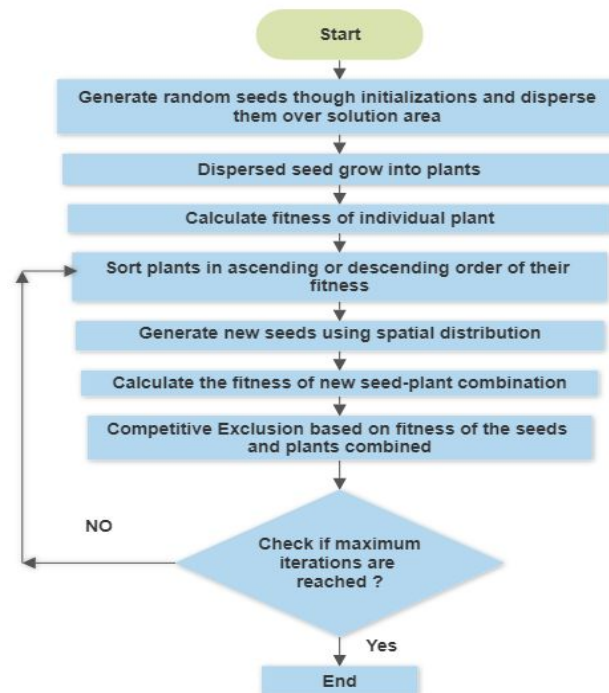 Start
Generate random seeds though initializations and disperse
them over solution area
Dispersed seed grow into plants
Calculate fitness of individual plant
Sort plants in ascending or descending order of their
fitness
Generate new seeds using spatial distribution
Calculate the fitness of new seed-plant combination
Competitive Exclusion based on fitness of the seeds
and plants combined
NO
Check if maximum
iterations are
reached ?
Yes
End